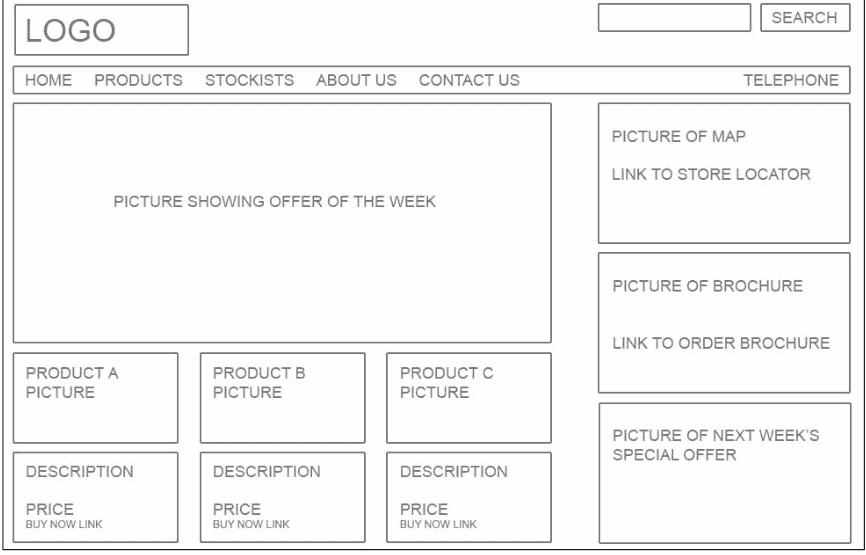 LOGO
SEARCH
HOME PRODUCTS STOCKISTS ABOUT US CONTACT US TELEPHONE
PICTURE SHOWING OFFER OF THE WEEK
PICTURE OF MAP
LINK TO STORE LOCATOR
PICTURE OF BROCHURE
LINK TO ORDER BROCHURE
PICTURE OF NEXT WEEK'S
SPECIAL OFFER
PRODUCT A
PICTURE
PRODUCT B
PICTURE
PRODUCT C
PICTURE
DESCRIPTION
PRICE
BUY NOW LINK
DESCRIPTION
PRICE
BUY NOW LINK
DESCRIPTION
PRICE
BUY NOW LINK